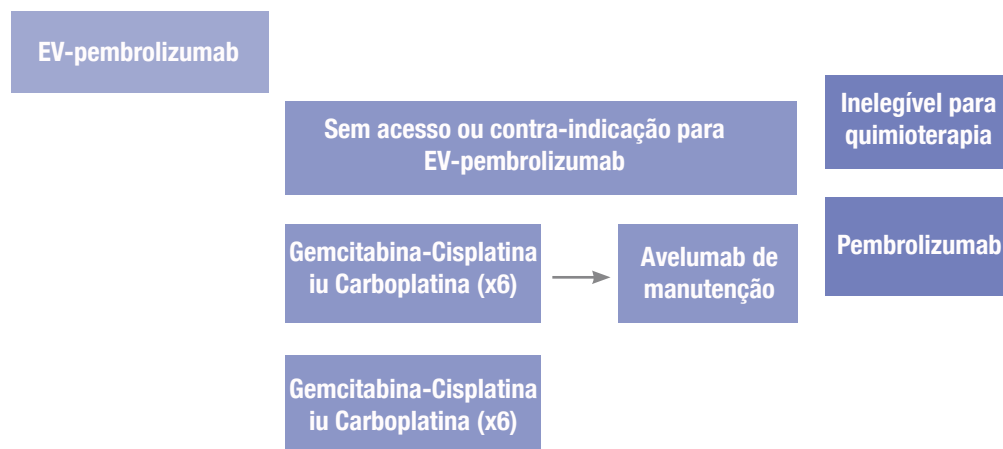 EV-pembrolizumab
Sem acesso ou contra-indicação para
EV-pembrolizumab
Gemcitabina-Cisplatina
iu Carboplatina (x6)
Avelumab de
manutenção
Gemcitabina-Cisplatina
iu Carboplatina (x6)
Inelegível para
quimioterapia
Pembrolizumab